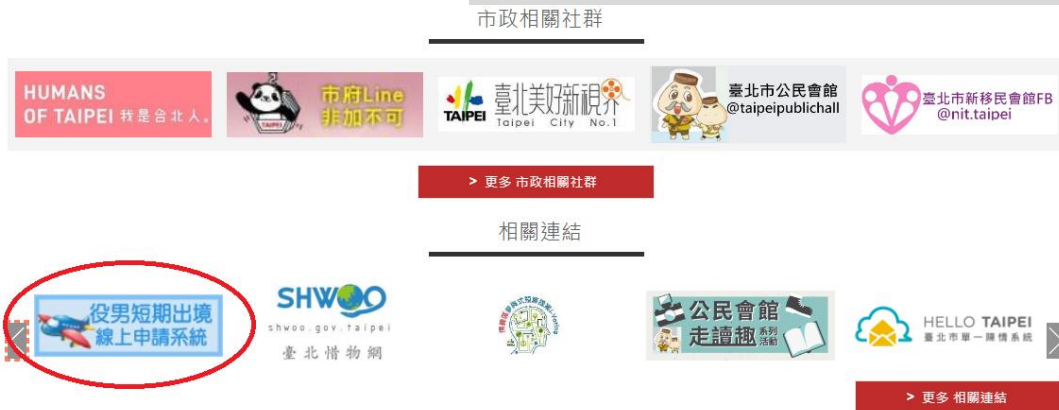 市政相關社群
HUMANS
OF TAIPEI 我是台北人。
TAIPEI
市府Line
非加不可
TAIPEI
臺北美好新視界
Taipei City No.1
臺北市公民會館
@taipeipublichall
臺北市新移民會館FB
@nit.taipei
> 更多 市政相關社群
相關連結
役男短期出境
線上申請系統
SHWOO
shwoo.gov.taipei
臺北惜物網
公民會館
走讀趣 系列
活動
HELLO TAIPEI
臺北市單一陳情系統
> 更多 相關連結